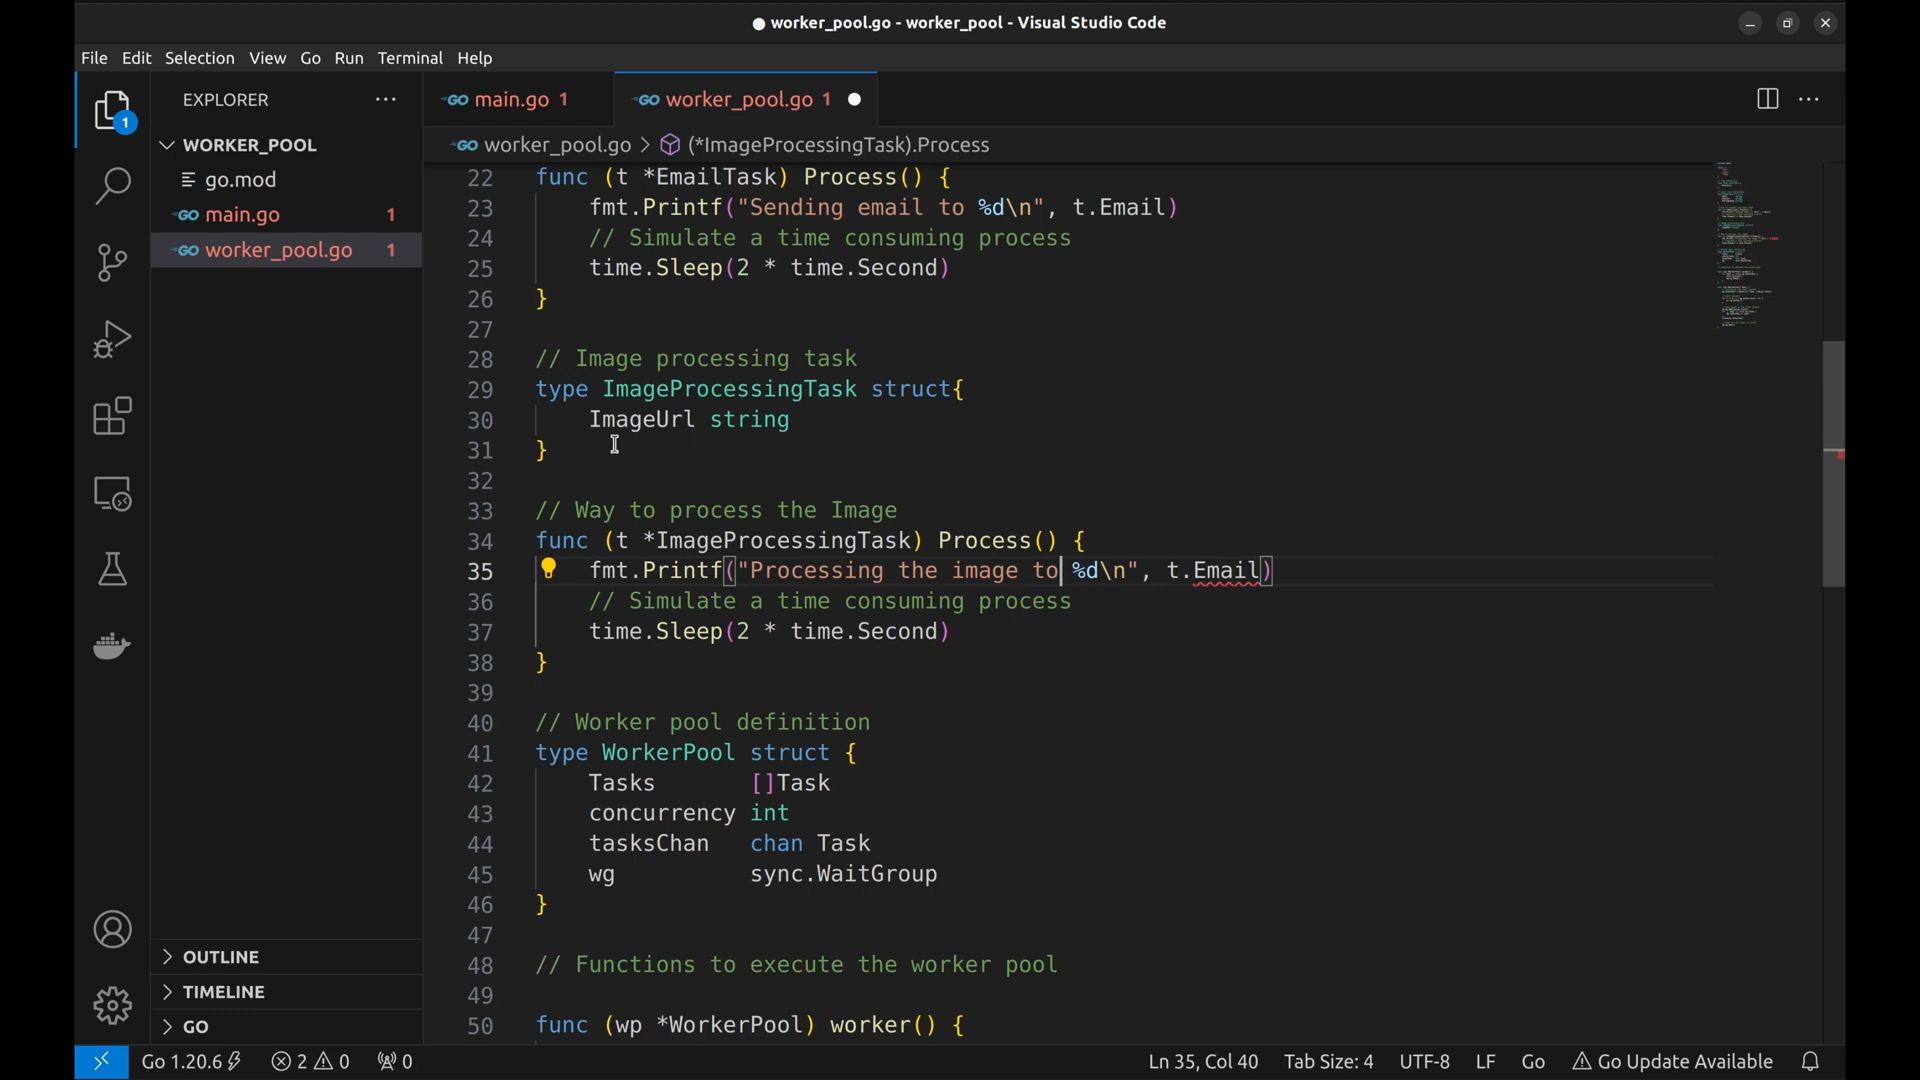 worker_pool.go - worker_pool - Visual Studio Code
File Edit Selection View Go Run Terminal Help
EXPLORER
main.go 1
worker_pool.go 1
worker_pool.go > (*ImageProcessingTask).Process
1
WORKER_POOL
go.mod
main.go 1
worker_pool.go 1
22 func (t *EmailTask) Process() {
23 fmt.Printf("Sending email to %d\n", t.Email)
24 // Simulate a time consuming process
25 time.Sleep(2 * time.Second)
26 }
27
28 // Image processing task
29 type ImageProcessingTask struct{
30 ImageUrl string
31 }
32
33 // Way to process the Image
34 func (t *ImageProcessingTask) Process() {
35 fmt.Printf("Processing the image to %d\n", t.Email)
36 // Simulate a time consuming process
37 time.Sleep(2 * time.Second)
38 }
39
40 // Worker pool definition
41 type WorkerPool struct {
42 Tasks []Task
43 concurrency int
44 tasksChan chan Task
45 wg sync.WaitGroup
46 }
47
48 // Functions to execute the worker pool
49
50 func (wp *WorkerPool) worker() {
OUTLINE
TIMELINE
GO
Go 1.20.6 2 0 0 Ln 35, Col 40 Tab Size: 4 UTF-8 LF Go Go Update Available